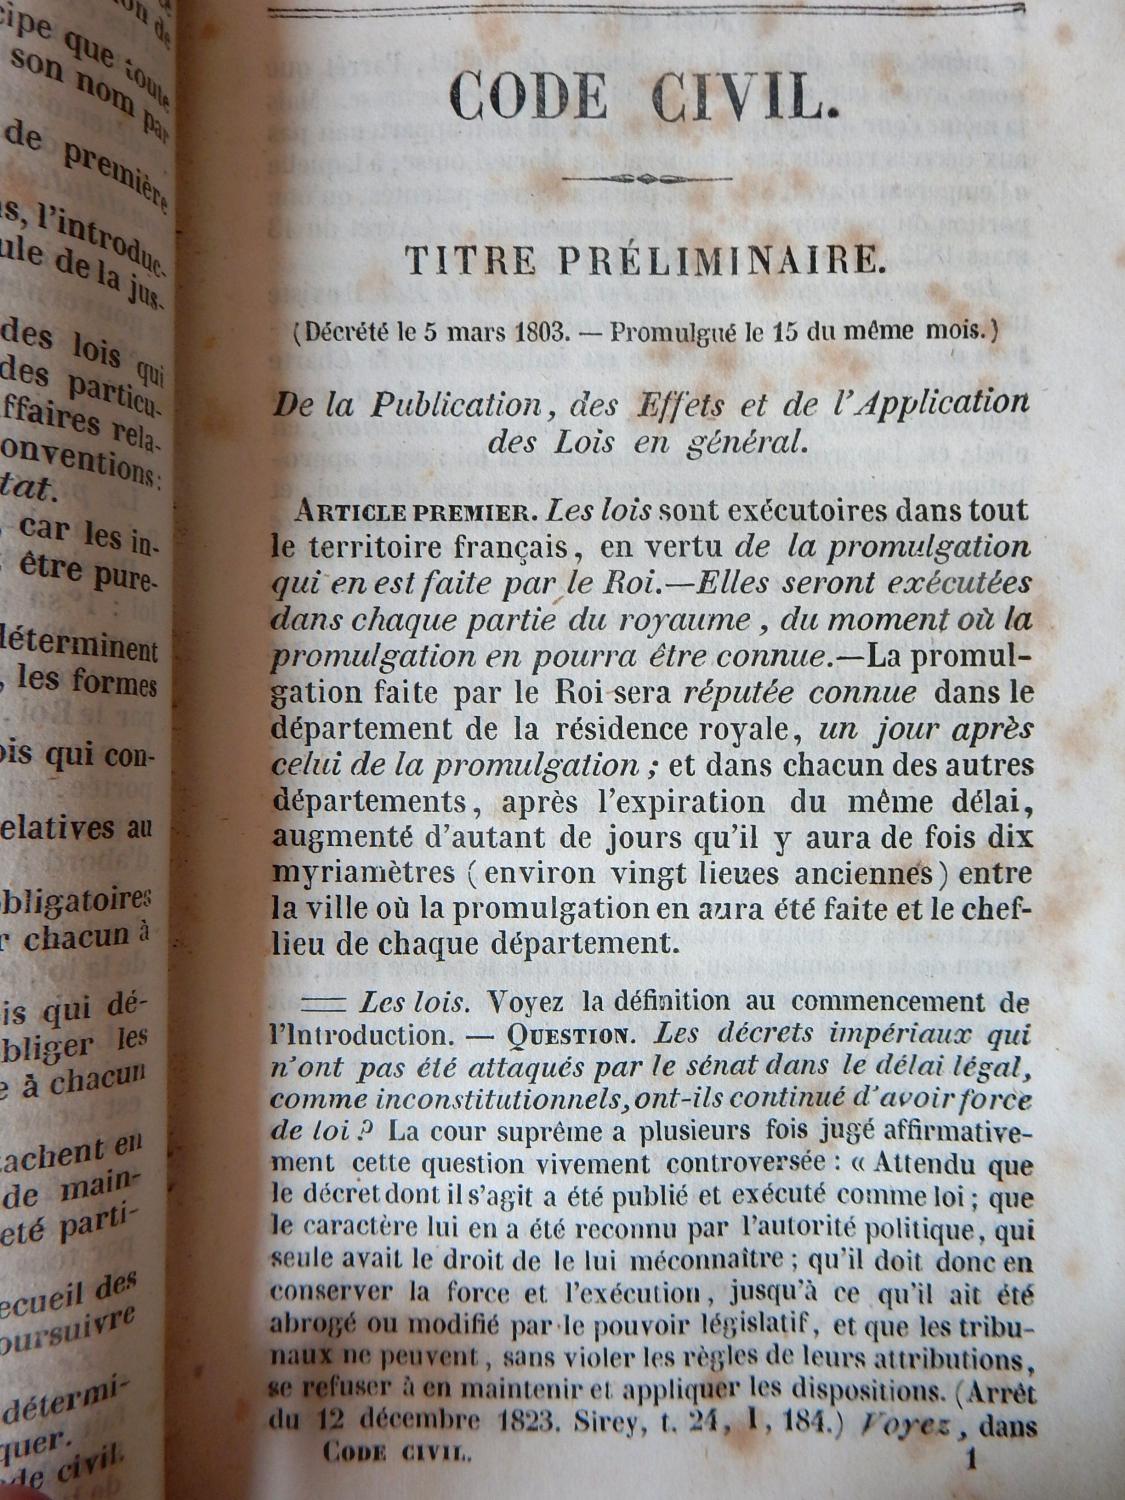 cipe que toute
son nom par
de première
l'introduc-
ule de la jus-
des lois qui
des particu-
ffaires rela-
onventions:
tat.
car les in-
être pure-
déterminent
, les formes
ois qui con-
elatives au
bligatoires
r chacun à
is qui dé-
bliger les
e à chacun
tachent en
de main-
eté parti-
ecueil des
oursuivre
détermi-
quer.
de civil.
CODE CIVIL.
TITRE PRÉLIMINAIRE.
(Décrété le 5 mars 1803. — Promulgué le 15 du même mois.)
De la Publication, des Effets et de l'Application
des Lois en général.
ARTICLE PREMIER. Les lois sont exécutoires dans tout
le territoire français, en vertu de la promulgation
qui en est faite par le Roi.—Elles seront exécutées
dans chaque partie du royaume, du moment où la
promulgation en pourra être connue.—La promul-
gation faite par le Roi sera réputée connue dans le
département de la résidence royale, un jour après
celui de la promulgation ; et dans chacun des autres
départements, après l'expiration du même délai,
augmenté d'autant de jours qu'il y aura de fois dix
myriamètres (environ vingt lieues anciennes) entre
la ville où la promulgation en aura été faite et le chef-
lieu de chaque département.
Les lois. Voyez la définition au commencement de
l'Introduction. — QUESTION. Les décrets impériaux qui
n'ont pas été attaqués par le sénat dans le délai légal,
comme inconstitutionnels, ont-ils continué d'avoir force
de loi ? La cour suprême a plusieurs fois jugé affirmative-
ment cette question vivement controversée : « Attendu que
le décret dont il s'agit a été publié et exécuté comme loi ; que
le caractère lui en a été reconnu par l'autorité politique, qui
seule avait le droit de le lui méconnaître ; qu'il doit donc en
conserver la force et l'exécution, jusqu'à ce qu'il ait été
abrogé ou modifié par le pouvoir législatif, et que les tribu-
naux ne peuvent, sans violer les règles de leurs attributions,
se refuser à en maintenir et appliquer les dispositions. (Arrêt
du 12 décembre 1823. Sirey, t. 24, 1, 184.) Voyez, dans
CODE CIVIL.
1